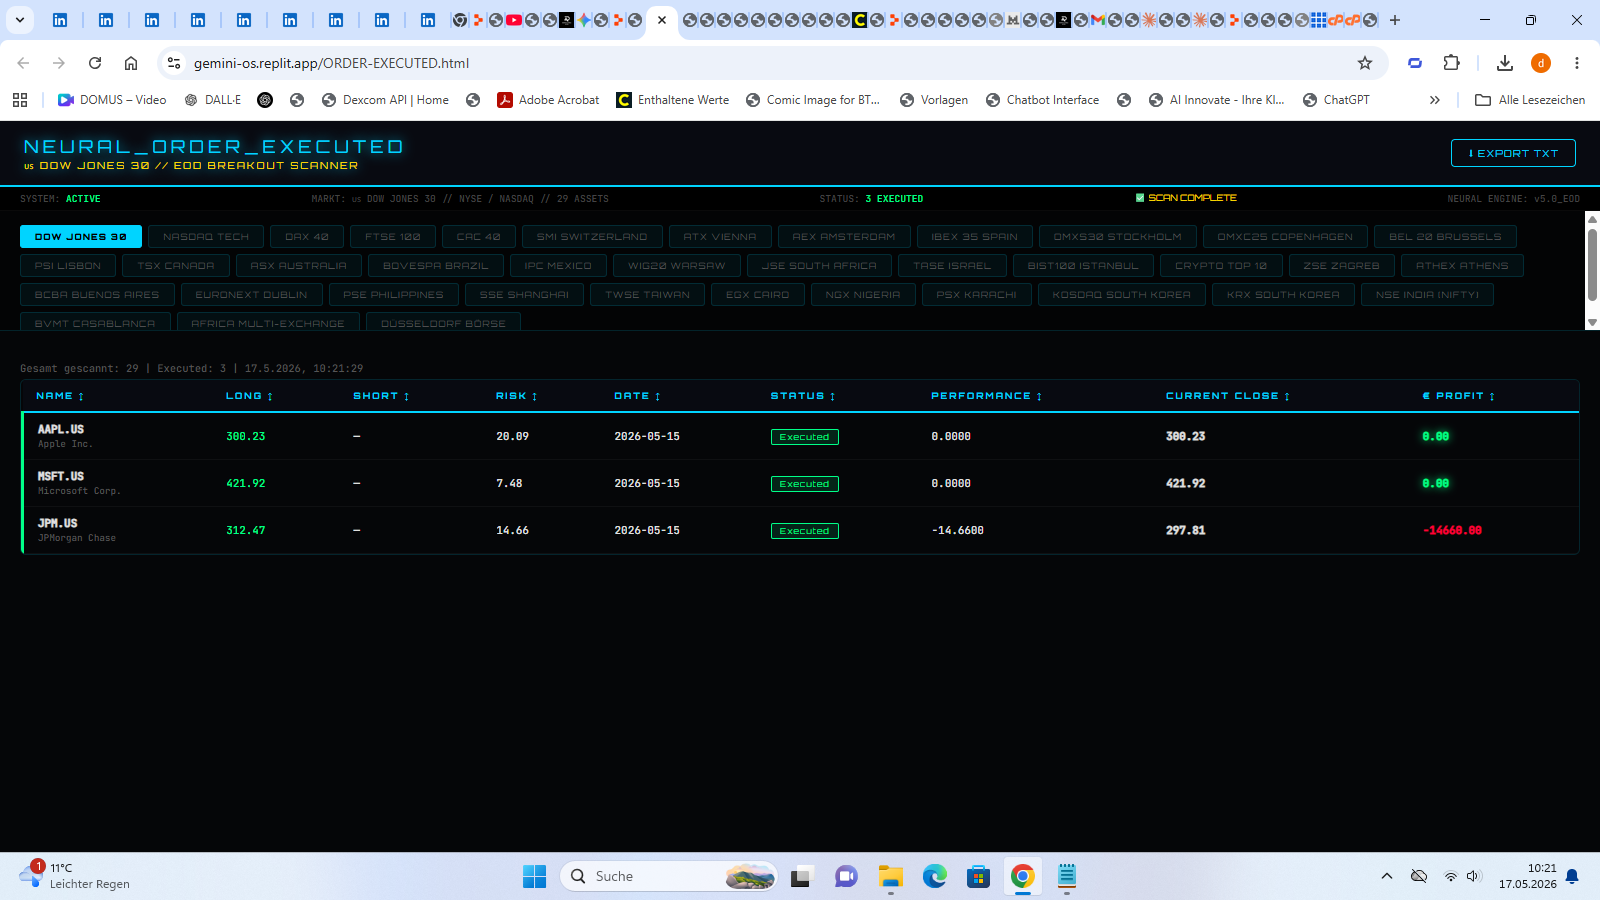 gemini-os.replit.app/ORDER-EXECUTED.html
d
DOMUS – Video
DALL·E
Dexcom API | Home
Adobe Acrobat
Enthaltene Werte
Comic Image for BT...
Vorlagen
Chatbot Interface
AI Innovate - Ihre KI...
ChatGPT
»
Alle Lesezeichen
NEURAL_ORDER_EXECUTED
us DOW JONES 30 // EOD BREAKOUT SCANNER
⬇ EXPORT TXT
SYSTEM: ACTIVE
MARKT: us DOW JONES 30 // NYSE / NASDAQ // 29 ASSETS
STATUS: 3 EXECUTED
✅ SCAN COMPLETE
NEURAL ENGINE: v5.0_EOD
DOW JONES 30 NASDAQ TECH DAX 40 FTSE 100 CAC 40 SMI SWITZERLAND ATX VIENNA AEX AMSTERDAM IBEX 35 SPAIN OMXS30 STOCKHOLM OMXC25 COPENHAGEN BEL 20 BRUSSELS
PSI LISBON TSX CANADA ASX AUSTRALIA BOVESPA BRAZIL IPC MEXICO WIG20 WARSAW JSE SOUTH AFRICA TASE ISRAEL BIST100 ISTANBUL CRYPTO TOP 10 ZSE ZAGREB ATHEX ATHENS
BCBA BUENOS AIRES EURONEXT DUBLIN PSE PHILIPPINES SSE SHANGHAI TWSE TAIWAN EGX CAIRO NGX NIGERIA PSX KARACHI KOSDAQ SOUTH KOREA KRX SOUTH KOREA NSE INDIA (NIFTY)
BVMT CASABLANCA AFRICA MULTI-EXCHANGE DÜSSELDORF BÖRSE
Gesamt gescannt: 29 | Executed: 3 | 17.5.2026, 10:21:29
NAME ↕ LONG ↕ SHORT ↕ RISK ↕ DATE ↕ STATUS ↕ PERFORMANCE ↕ CURRENT CLOSE ↕ € PROFIT ↕
AAPL.US
Apple Inc.
300.23 – 20.09 2026-05-15 Executed 0.0000 300.23 0.00
MSFT.US
Microsoft Corp.
421.92 – 7.48 2026-05-15 Executed 0.0000 421.92 0.00
JPM.US
JPMorgan Chase
312.47 – 14.66 2026-05-15 Executed -14.6600 297.81 -14660.00
1
11°C
Leichter Regen
Suche
10:21
17.05.2026